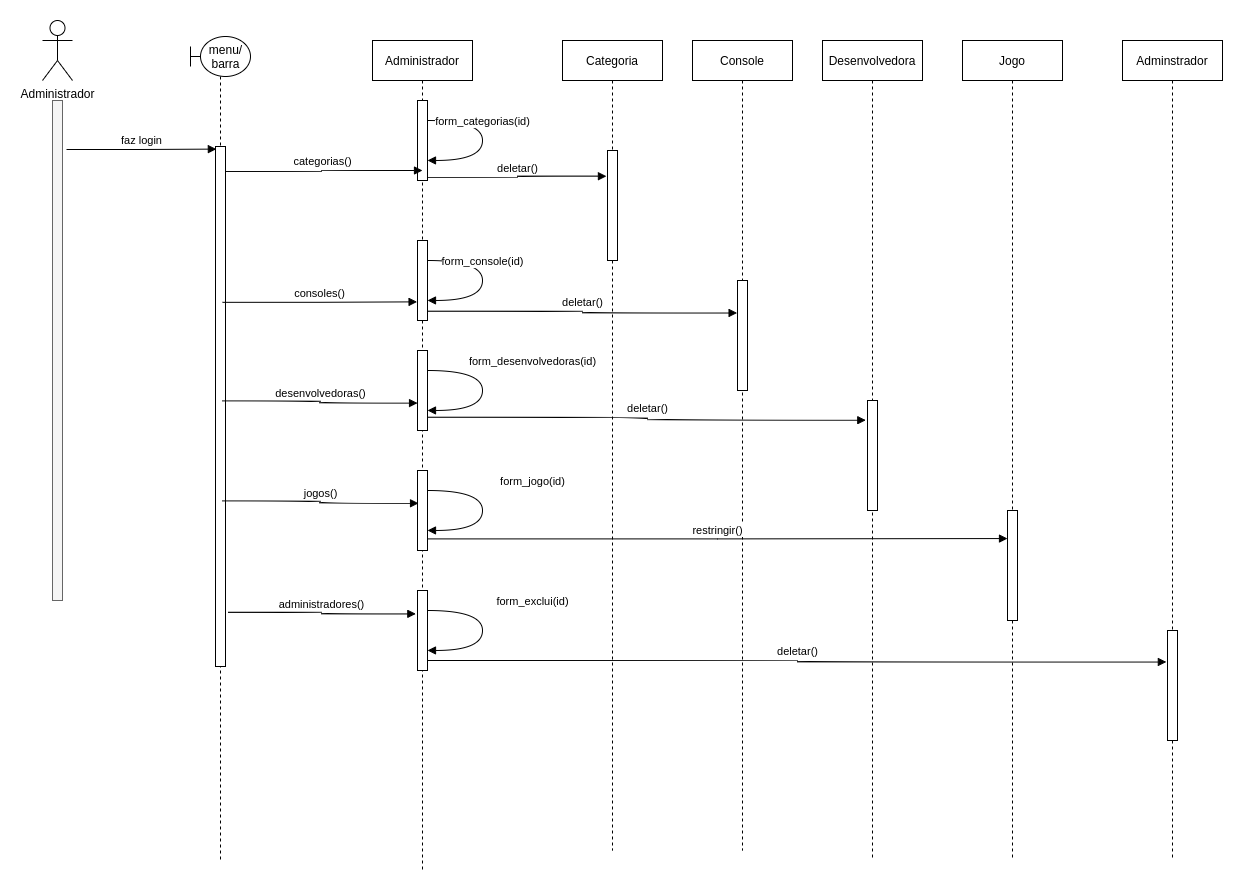 menu/
barra
Administrador
Categoria
Console
Desenvolvedora
Jogo
Adminstrador
Administrador
form_categorias(id)
faz login
categorias()
deletar()
form_console(id)
consoles()
deletar()
form_desenvolvedoras(id)
desenvolvedoras()
deletar()
form_jogo(id)
jogos()
restringir()
form_exclui(id)
administradores()
deletar()